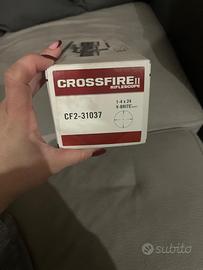 CROSSFIRE II
RIFLESCOPE
1-4 x 24
V-BRITE
CF2-31037
subito